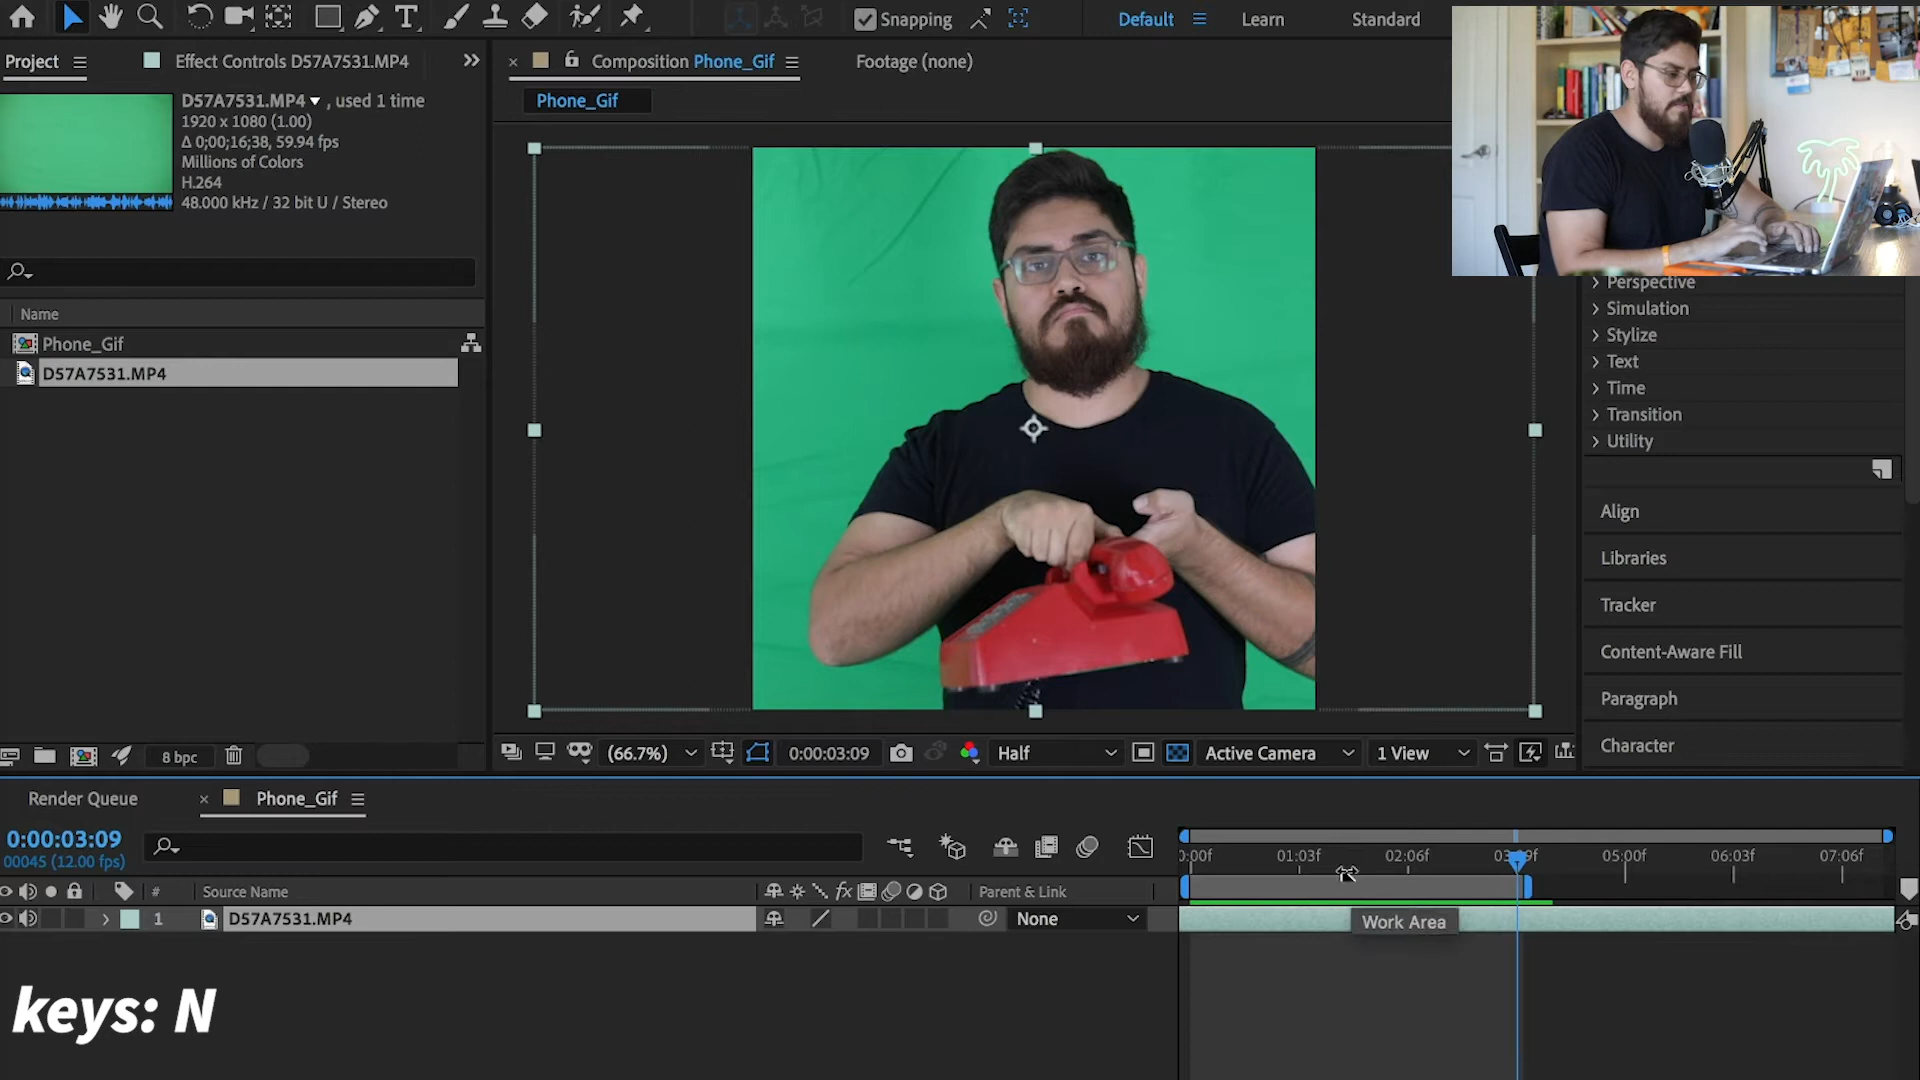 Snapping
Default
Learn
Standard
Project
Effect Controls D57A7531.MP4
Composition Phone_Gif
Footage (none)
D57A7531.MP4 , used 1 time
1920 x 1080 (1.00)
Δ 0;00;16;38, 59.94 fps
Millions of Colors
H.264
48.000 kHz / 32 bit U / Stereo
Phone_Gif
Name
Phone_Gif
D57A7531.MP4
Perspective
Simulation
Stylize
Text
Time
Transition
Utility
Align
Libraries
Tracker
Content-Aware Fill
Paragraph
Character
8 bpc
(66.7%)
0:00:03:09
Half
Active Camera
1 View
Render Queue
Phone_Gif
0:00:03:09
00045 (12.00 fps)
0:00f 01:03f 02:06f 05:00f 06:03f 07:06f
# Source Name
fx
Parent & Link
1 D57A7531.MP4
None
Work Area
keys: N